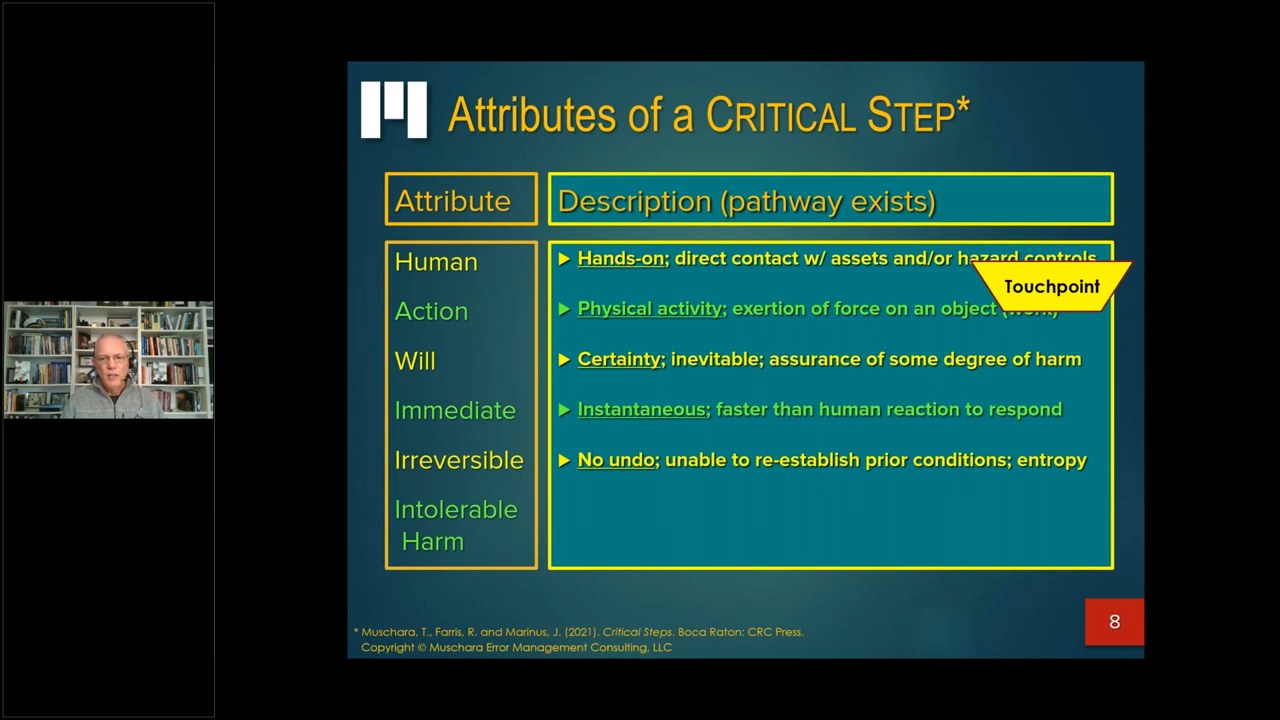 Attributes of a CRITICAL STEP*
Attribute
Description (pathway exists)
Human
▶ Hands-on; direct contact w/ assets and/or hazard controls
Touchpoint
Action
▶ Physical activity; exertion of force on an object (work)
Will
▶ Certainty; inevitable; assurance of some degree of harm
Immediate
▶ Instantaneous; faster than human reaction to respond
Irreversible
▶ No undo; unable to re-establish prior conditions; entropy
Intolerable
Harm
* Muschara, T., Farris, R. and Marinus, J. (2021). Critical Steps. Boca Raton: CRC Press.
Copyright © Muschara Error Management Consulting, LLC
8